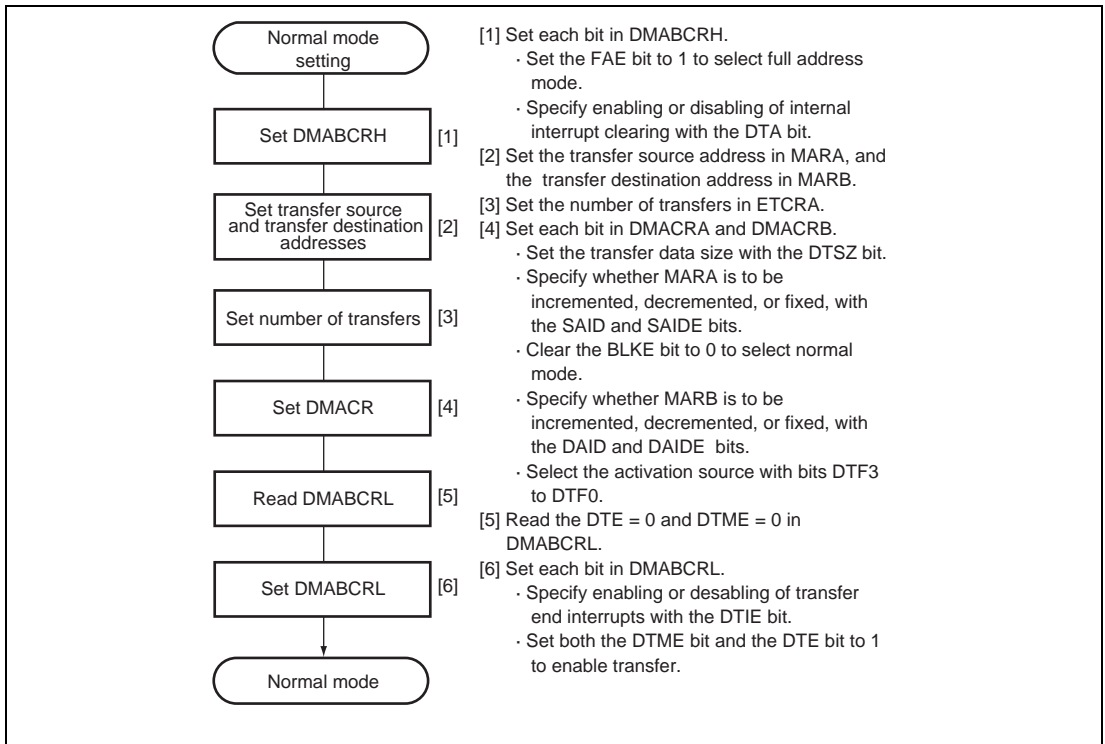 Normal mode
setting
Set DMABCRH
[1]
Set transfer source
and transfer destination
addresses
[2]
Set number of transfers
[3]
Set DMACR
[4]
Read DMABCRL
[5]
Set DMABCRL
[6]
Normal mode
[1] Set each bit in DMABCRH.
· Set the FAE bit to 1 to select full address
mode.
· Specify enabling or disabling of internal
interrupt clearing with the DTA bit.
[2] Set the transfer source address in MARA, and
the transfer destination address in MARB.
[3] Set the number of transfers in ETCRA.
[4] Set each bit in DMACRA and DMACRB.
· Set the transfer data size with the DTSZ bit.
· Specify whether MARA is to be
incremented, decremented, or fixed, with
the SAID and SAIDE bits.
· Clear the BLKE bit to 0 to select normal
mode.
· Specify whether MARB is to be
incremented, decremented, or fixed, with
the DAID and DAIDE bits.
· Select the activation source with bits DTF3
to DTF0.
[5] Read the DTE = 0 and DTME = 0 in
DMABCRL.
[6] Set each bit in DMABCRL.
· Specify enabling or desabling of transfer
end interrupts with the DTIE bit.
· Set both the DTME bit and the DTE bit to 1
to enable transfer.